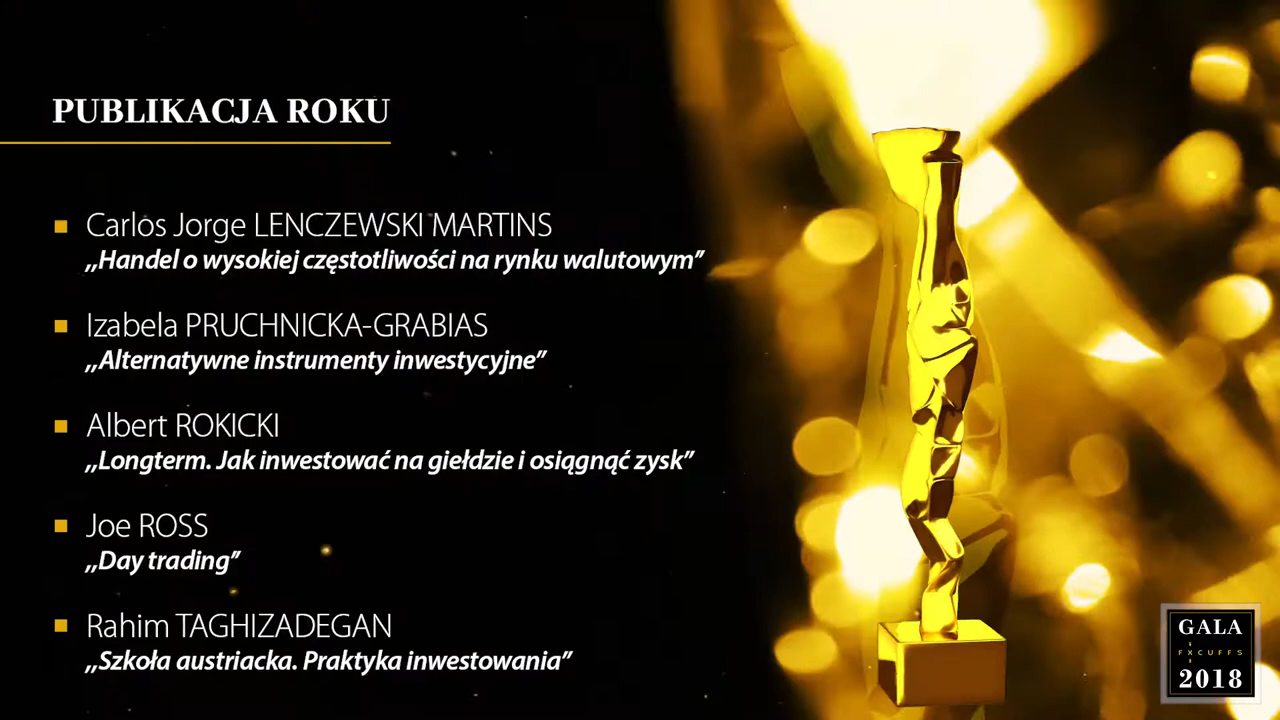 PUBLIKACJA ROKU
Carlos Jorge LENCZEWSKI MARTINS
„Handel o wysokiej częstotliwości na rynku walutowym”
Izabela PRUCHNICKA-GRABIAS
„Alternatywne instrumenty inwestycyjne”
Albert ROKICKI
„Longterm. Jak inwestować na giełdzie i osiągnąć zysk”
Joe ROSS
„Day trading”
Rahim TAGHIZADEGAN
„Szkoła austriacka. Praktyka inwestowania”
GALA
FXCUFFS
2018